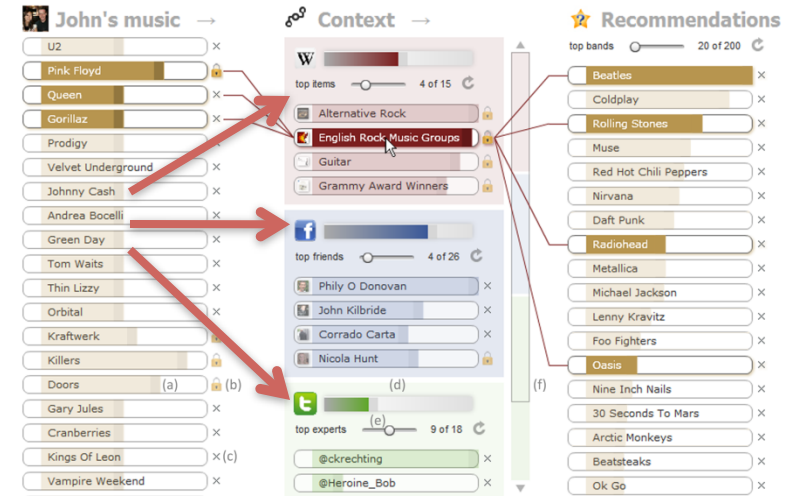 John's music →
U2 ×
Pink Floyd
Queen
Gorillaz
Prodigy ×
Velvet Underground ×
Johnny Cash ×
Andrea Bocelli ×
Green Day ×
Tom Waits ×
Thin Lizzy ×
Orbital ×
Kraftwerk
Killers
Doors (a) (b)
Gary Jules ×
Cranberries ×
Kings Of Leon ×(c)
Vampire Weekend ×
Context →
W
top items 4 of 15
Alternative Rock
English Rock Music Groups
Guitar
Grammy Award Winners
f
top friends 4 of 26
Phily O Donovan ×
John Kilbride ×
Corrado Carta ×
Nicola Hunt
(d) (f)
t
(e)
top experts 9 of 18
@ckrechting ×
@Heroine_Bob ×
? Recommendations
top bands 20 of 200
Beatles ×
Coldplay ×
Rolling Stones ×
Muse ×
Red Hot Chili Peppers ×
Nirvana ×
Daft Punk ×
Radiohead ×
Metallica ×
Michael Jackson ×
Lenny Kravitz ×
Foo Fighters ×
Oasis ×
Nine Inch Nails ×
30 Seconds To Mars ×
Arctic Monkeys ×
Beatsteaks ×
Ok Go ×